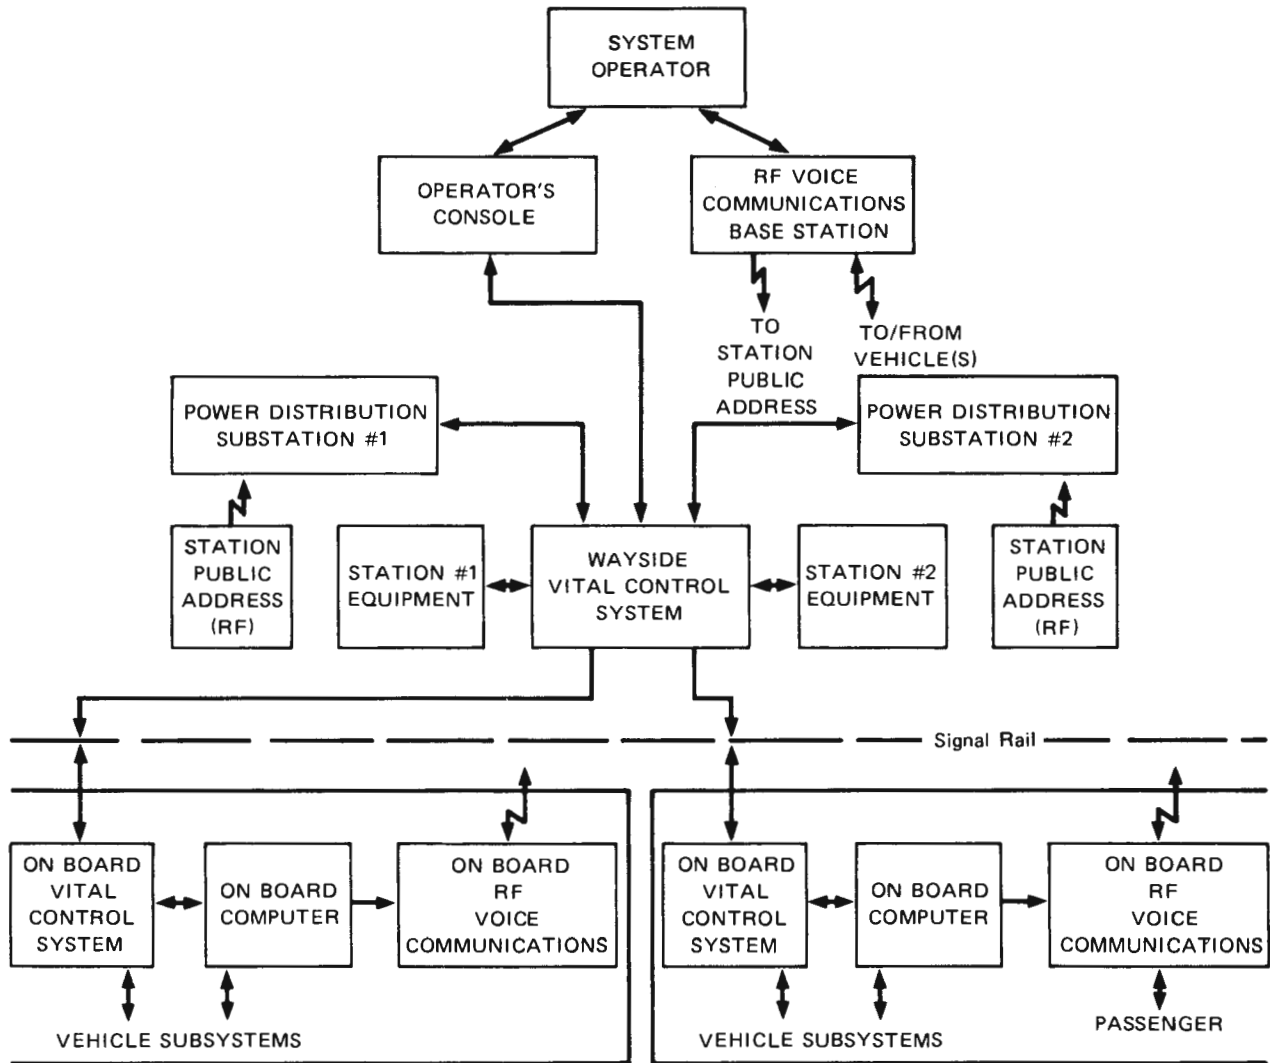 SYSTEM
OPERATOR
OPERATOR'S
CONSOLE
RF VOICE
COMMUNICATIONS
BASE STATION
TO
STATION
PUBLIC
ADDRESS
TO/FROM
VEHICLE(S)
POWER DISTRIBUTION
SUBSTATION #1
POWER DISTRIBUTION
SUBSTATION #2
STATION
PUBLIC
ADDRESS
(RF)
STATION #1
EQUIPMENT
WAYSIDE
VITAL CONTROL
SYSTEM
STATION #2
EQUIPMENT
STATION
PUBLIC
ADDRESS
(RF)
Signal Rail
ON BOARD
VITAL
CONTROL
SYSTEM
ON BOARD
COMPUTER
ON BOARD
RF
VOICE
COMMUNICATIONS
VEHICLE SUBSYSTEMS
ON BOARD
VITAL
CONTROL
SYSTEM
ON BOARD
COMPUTER
ON BOARD
RF
VOICE
COMMUNICATIONS
VEHICLE SUBSYSTEMS
PASSENGER